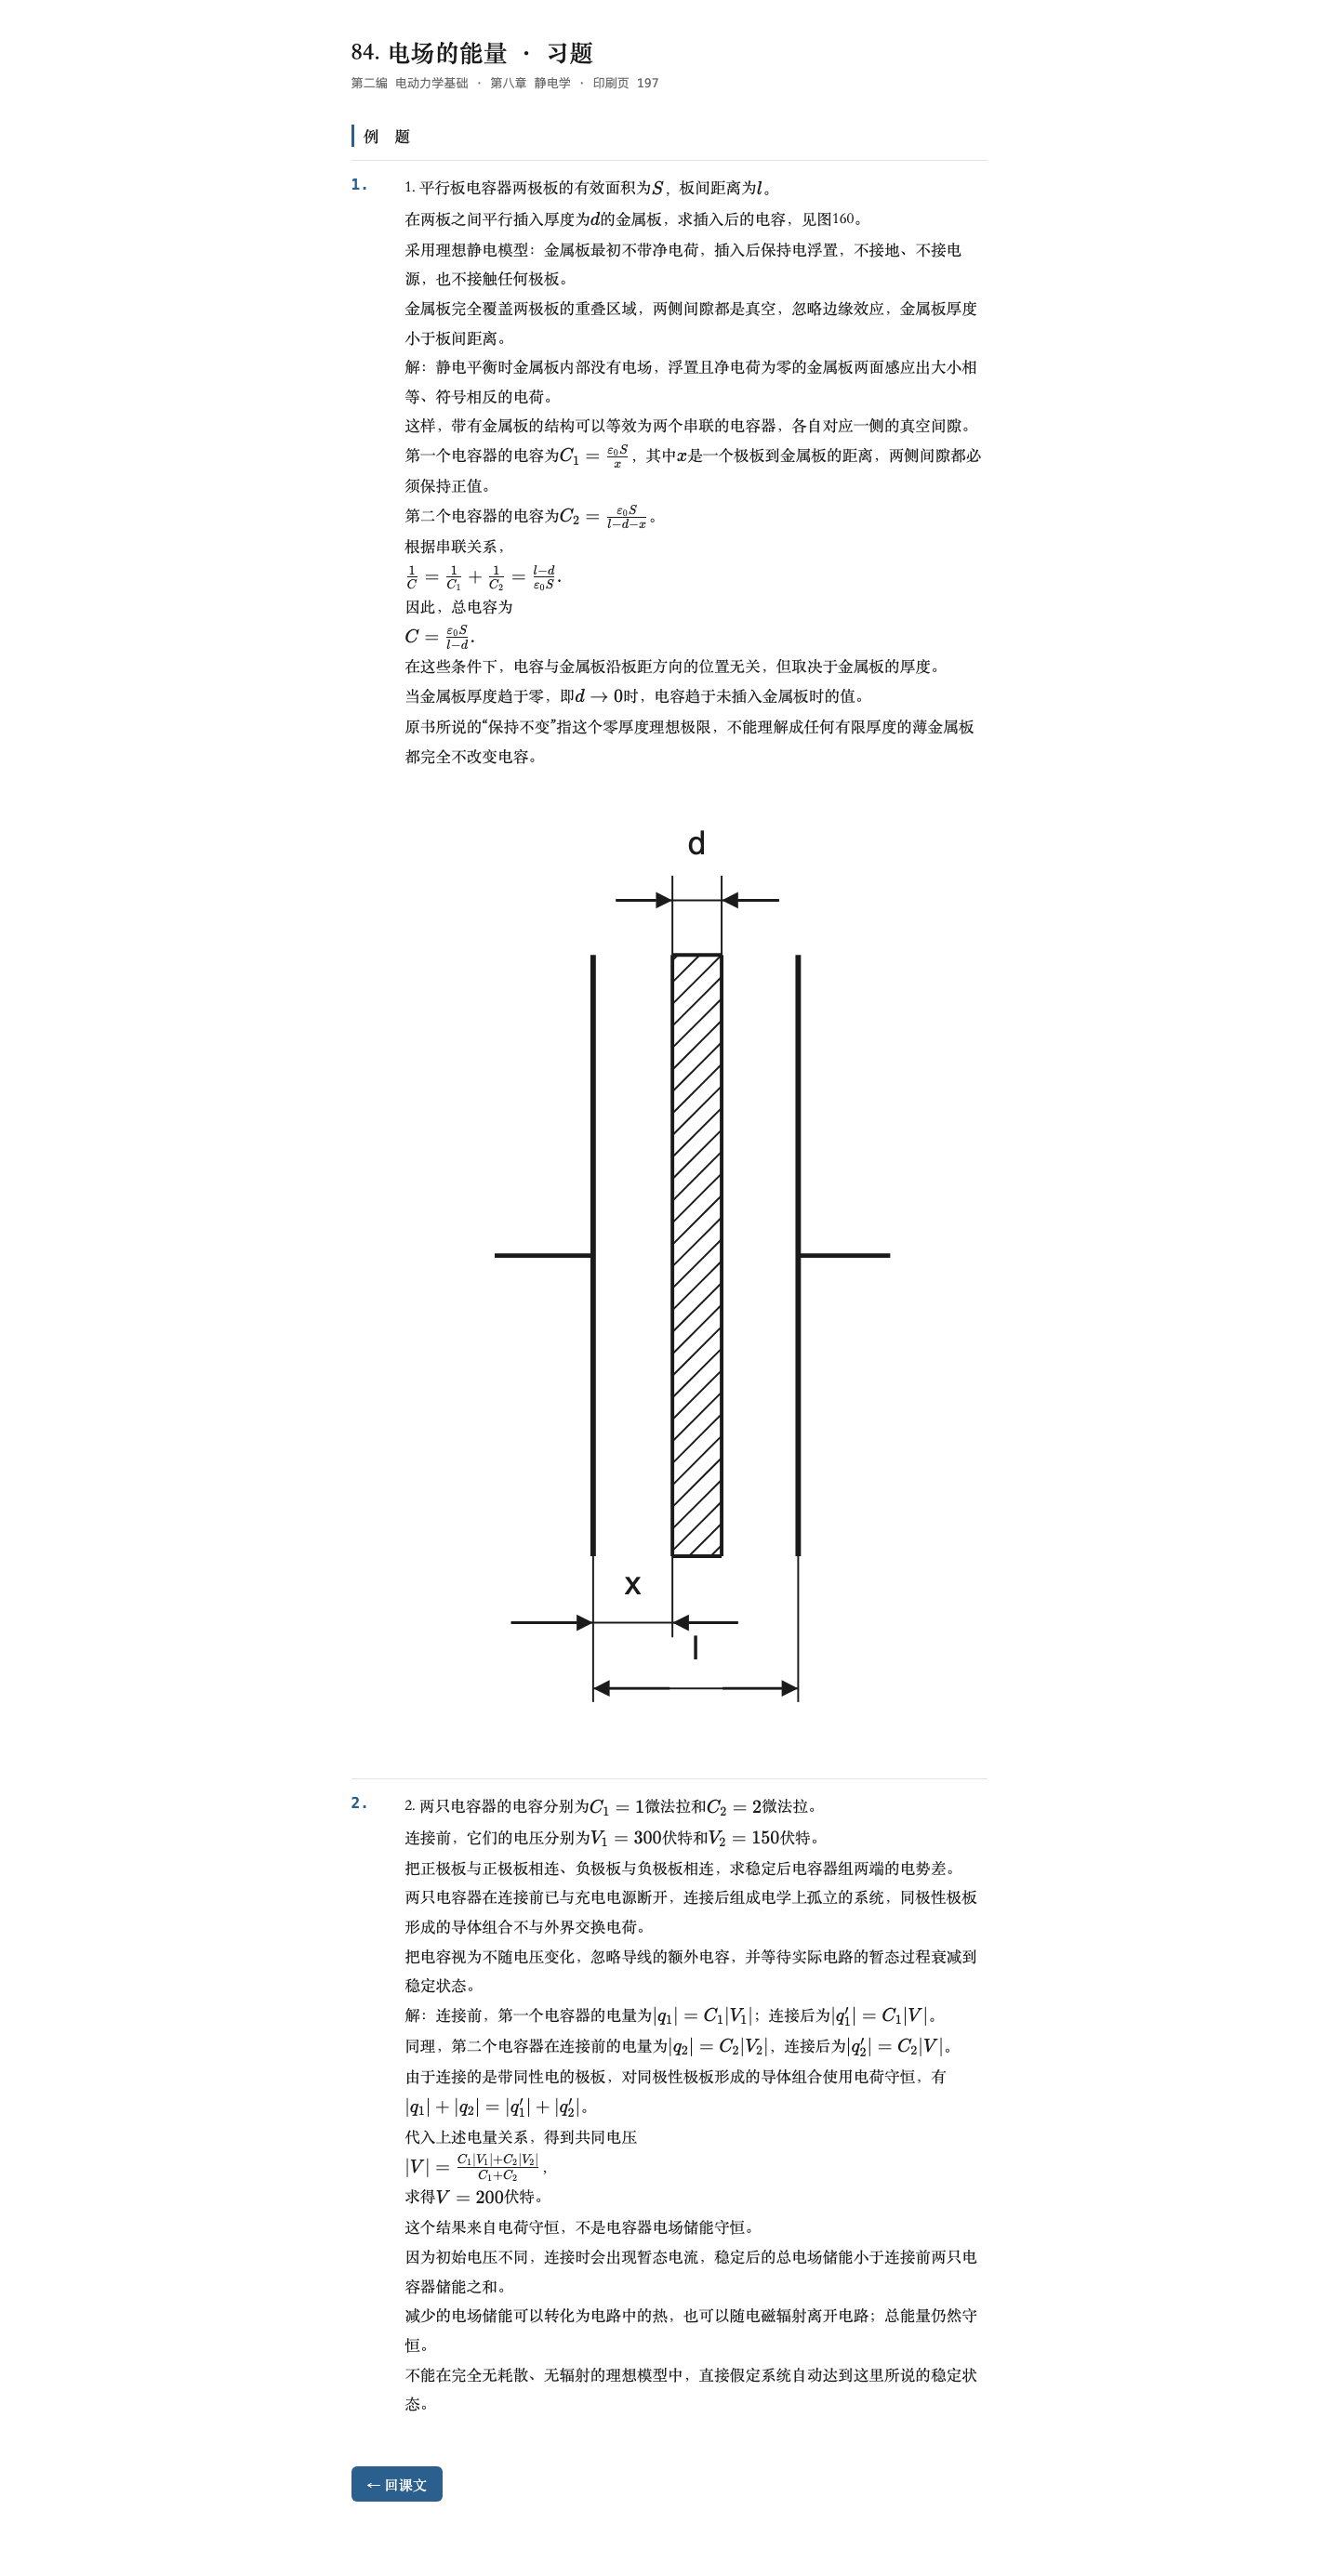 84. 电场的能量 · 习题
第二编 电动力学基础 · 第八章 静电学 · 印刷页 197
例 题
1.
1. 平行板电容器两极板的有效面积为S，板间距离为l。
在两板之间平行插入厚度为d的金属板，求插入后的电容，见图160。
采用理想静电模型：金属板最初不带净电荷，插入后保持电浮置，不接地、不接电
源，也不接触任何极板。
金属板完全覆盖两极板的重叠区域，两侧间隙都是真空，忽略边缘效应，金属板厚度
小于板间距离。
解：静电平衡时金属板内部没有电场，浮置且净电荷为零的金属板两面感应出大小相
等、符号相反的电荷。
这样，带有金属板的结构可以等效为两个串联的电容器，各自对应一侧的真空间隙。
第一个电容器的电容为C₁ = ε₀S/x，其中x是一个极板到金属板的距离，两侧间隙都必
须保持正值。
第二个电容器的电容为C₂ = ε₀S/(l−d−x)。
根据串联关系，
1/C = 1/C₁ + 1/C₂ = (l−d)/(ε₀S).
因此，总电容为
C = ε₀S/(l−d).
在这些条件下，电容与金属板沿板距方向的位置无关，但取决于金属板的厚度。
当金属板厚度趋于零，即d → 0时，电容趋于未插入金属板时的值。
原书所说的“保持不变”指这个零厚度理想极限，不能理解成任何有限厚度的薄金属板
都完全不改变电容。
d
x
l
2.
2. 两只电容器的电容分别为C₁ = 1微法拉和C₂ = 2微法拉。
连接前，它们的电压分别为V₁ = 300伏特和V₂ = 150伏特。
把正极板与正极板相连、负极板与负极板相连，求稳定后电容器组两端的电势差。
两只电容器在连接前已与充电电源断开，连接后组成电学上孤立的系统，同极性极板
形成的导体组合不与外界交换电荷。
把电容视为不随电压变化，忽略导线的额外电容，并等待实际电路的暂态过程衰减到
稳定状态。
解：连接前，第一个电容器的电量为|q₁| = C₁|V₁|；连接后为|q₁′| = C₁|V|。
同理，第二个电容器在连接前的电量为|q₂| = C₂|V₂|，连接后为|q₂′| = C₂|V|。
由于连接的是带同性电的极板，对同极性极板形成的导体组合使用电荷守恒，有
|q₁| + |q₂| = |q₁′| + |q₂′|。
代入上述电量关系，得到共同电压
|V| = (C₁|V₁|+C₂|V₂|)/(C₁+C₂)，
求得V = 200伏特。
这个结果来自电荷守恒，不是电容器电场储能守恒。
因为初始电压不同，连接时会出现暂态电流，稳定后的总电场储能小于连接前两只电
容器储能之和。
减少的电场储能可以转化为电路中的热，也可以随电磁辐射离开电路；总能量仍然守
恒。
不能在完全无耗散、无辐射的理想模型中，直接假定系统自动达到这里所说的稳定状
态。
← 回课文